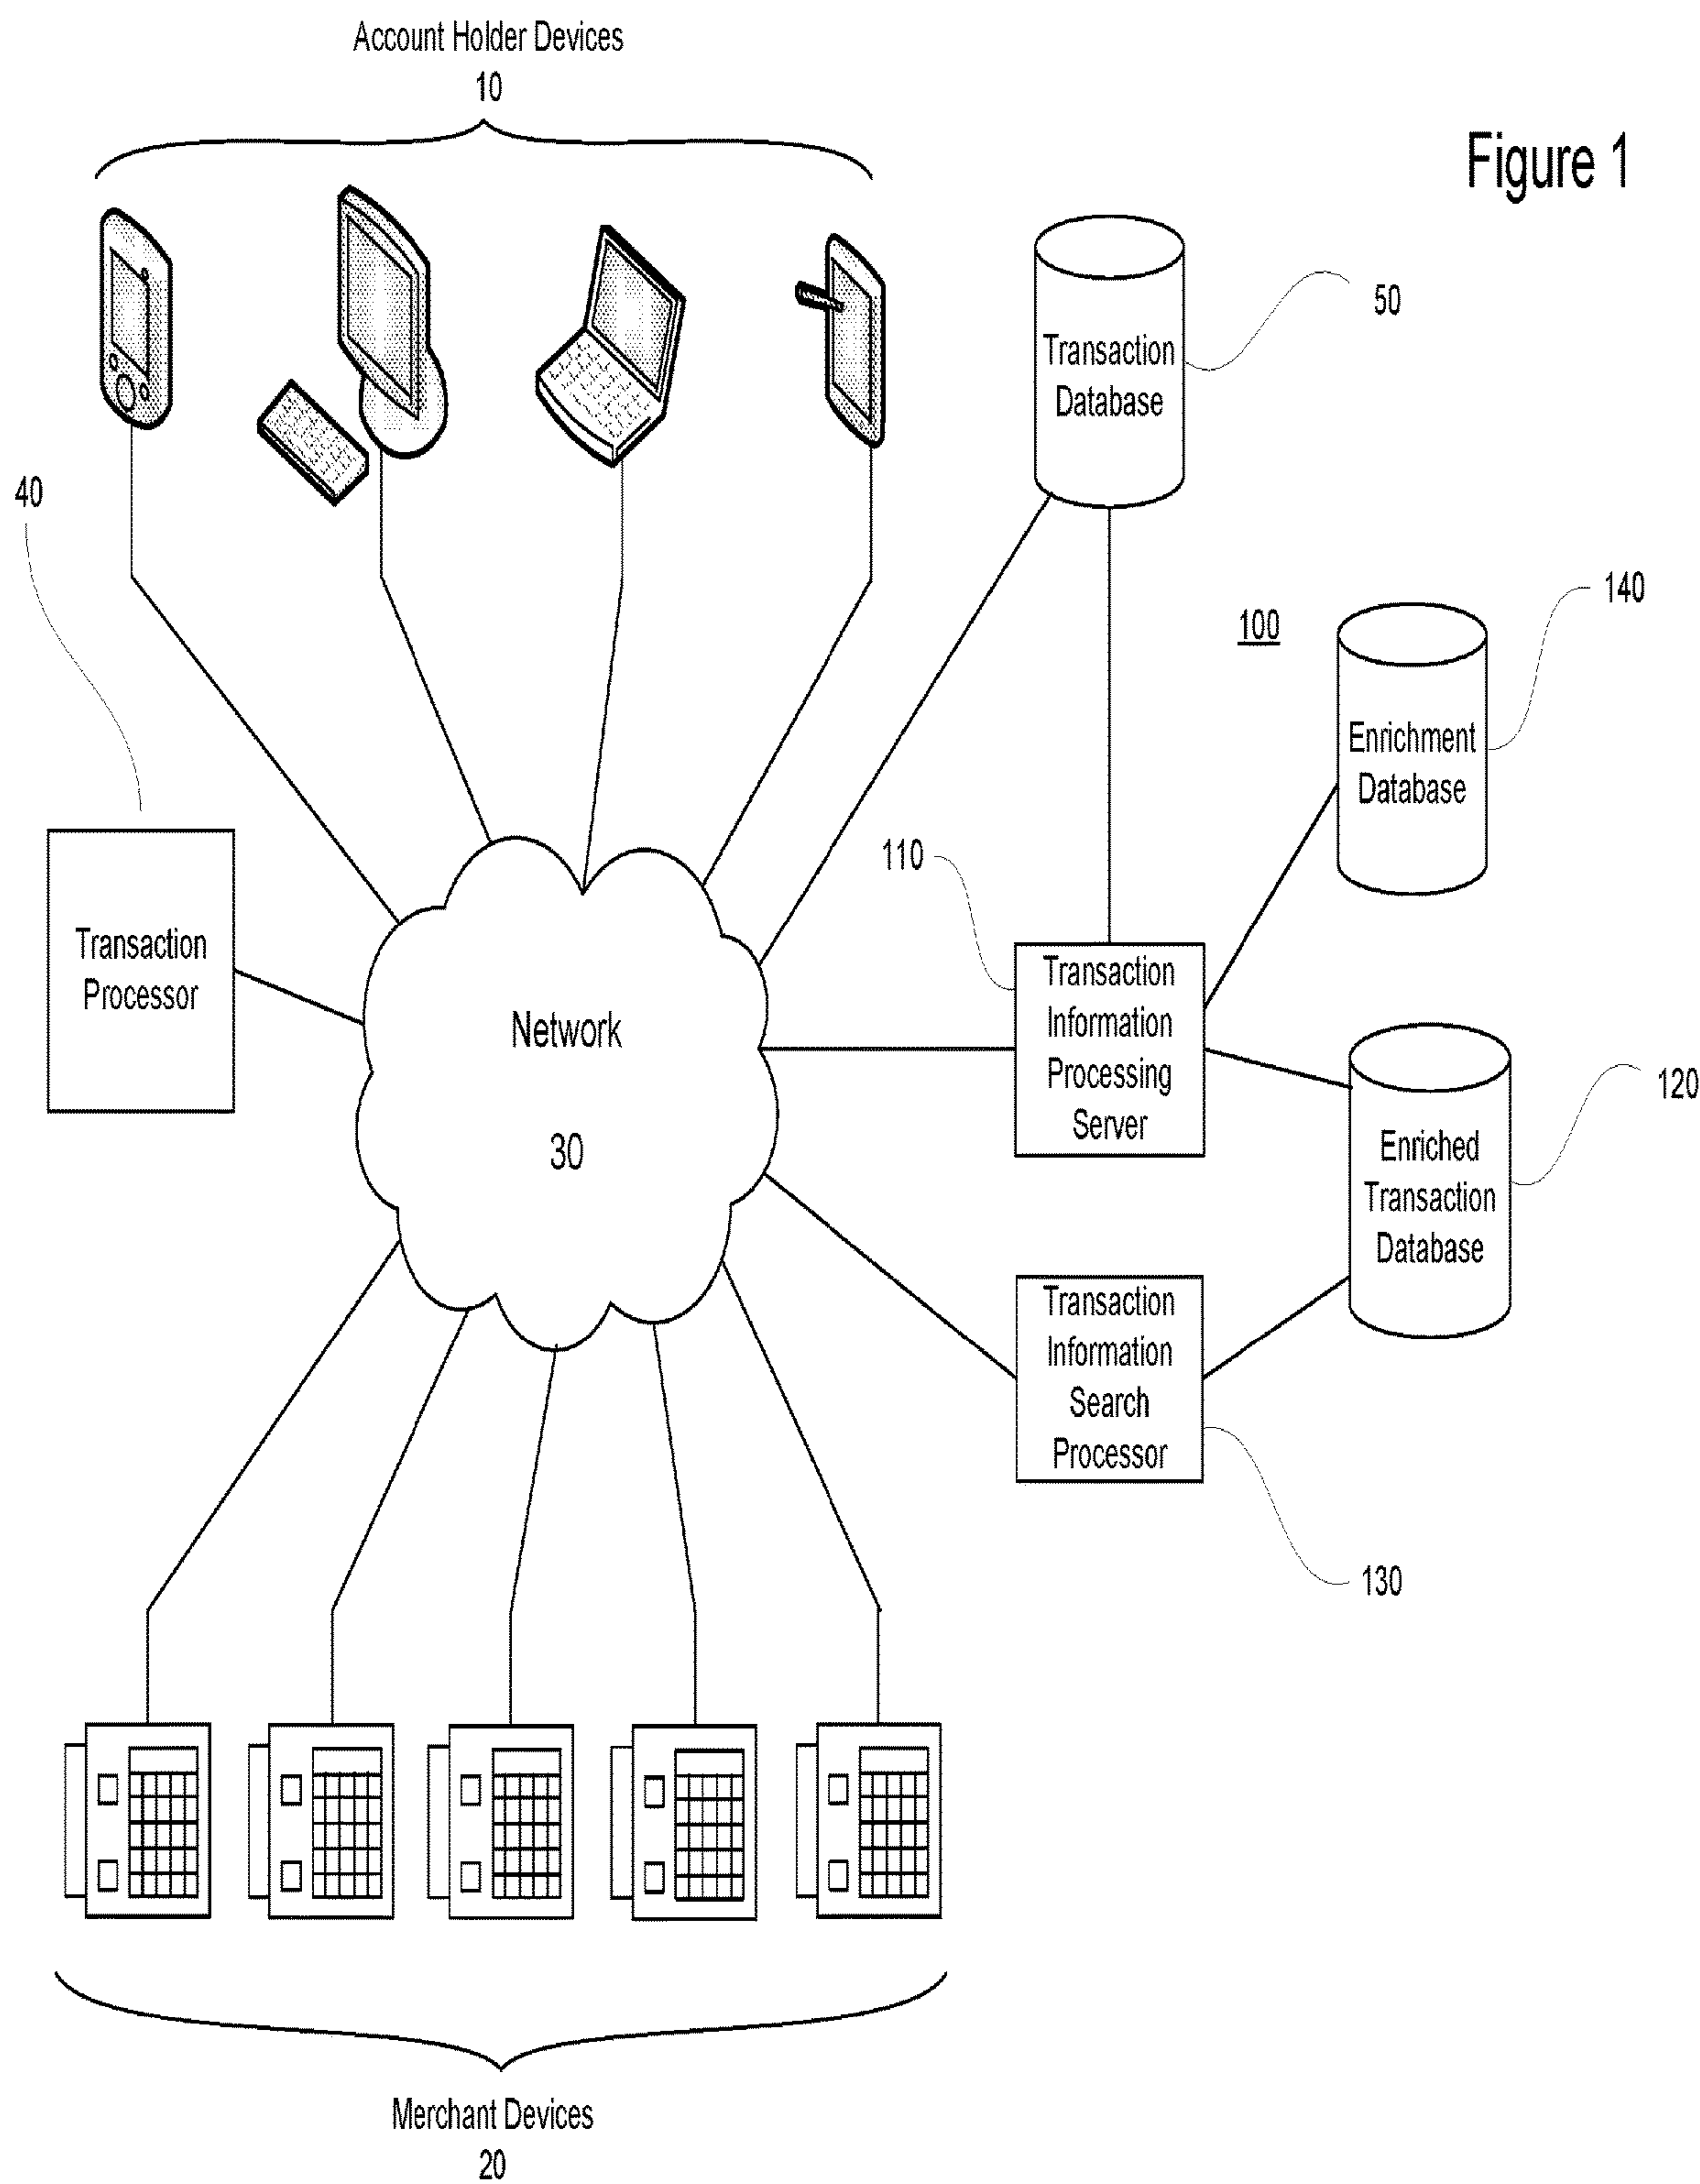 Account Holder Devices
10
Figure 1
50
Transaction
Database
40
140
100
Enrichment
Database
110
Transaction
Processor
Transaction
Information
Processing
Server
Network
30
120
Enriched
Transaction
Database
Transaction
Information
Search
Processor
130
Merchant Devices
20